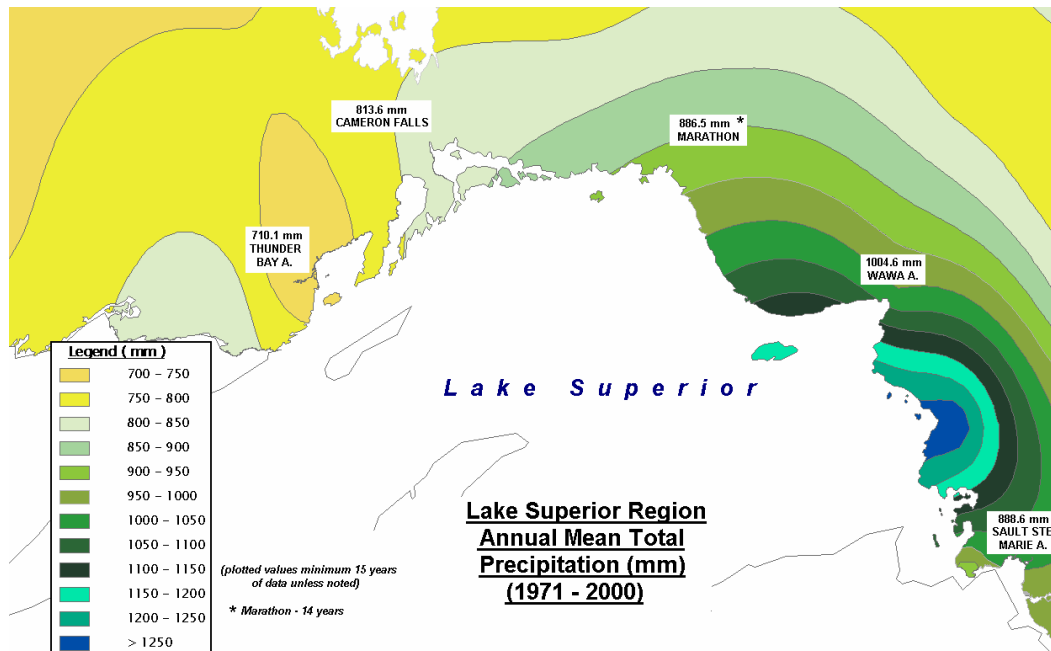 813.6 mm
CAMERON FALLS
886.5 mm *
MARATHON
710.1 mm
THUNDER
BAY A.
1004.6 mm
WAWA A.
Lake Superior
888.6 mm
SAULT STE
MARIE A.
Legend ( mm )
700 - 750
750 - 800
800 - 850
850 - 900
900 - 950
950 - 1000
1000 - 1050
1050 - 1100
1100 - 1150
1150 - 1200
1200 - 1250
> 1250
(plotted values minimum 15 years
of data unless noted)
* Marathon - 14 years
Lake Superior Region
Annual Mean Total
Precipitation (mm)
(1971 - 2000)